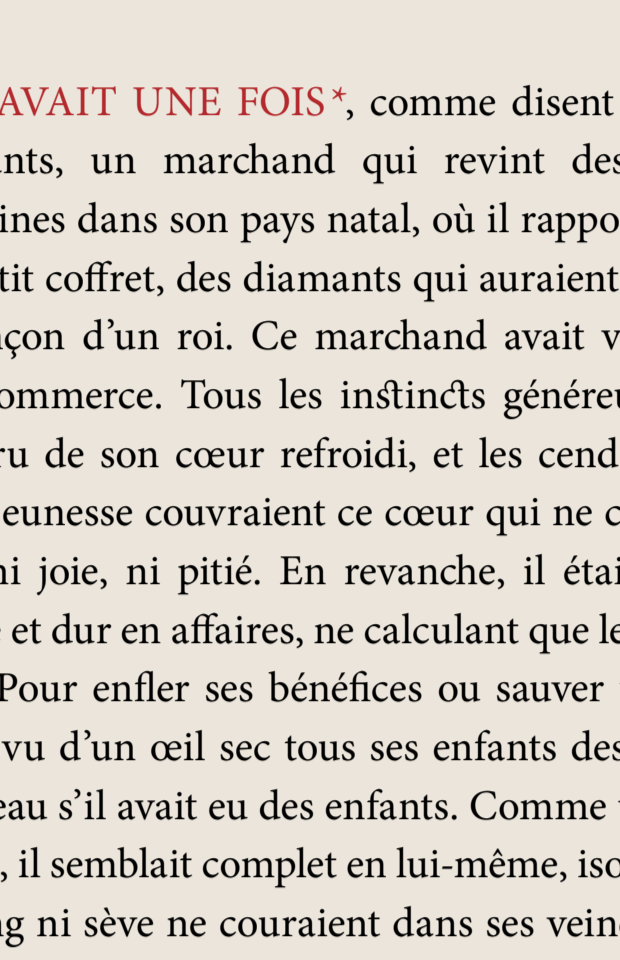 AVAIT UNE FOIS*, comme disent
nts, un marchand qui revint des
ines dans son pays natal, où il rappo
tit coffret, des diamants qui auraient
nçon d’un roi. Ce marchand avait v
ommerce. Tous les instincts génére
ru de son cœur refroidi, et les cend
eunesse couvraient ce cœur qui ne c
ni joie, ni pitié. En revanche, il étai
et dur en affaires, ne calculant que le
Pour enfler ses bénéfices ou sauver
vu d’un œil sec tous ses enfants des
eau s’il avait eu des enfants. Comme
, il semblait complet en lui-même, iso
ng ni sève ne couraient dans ses vein